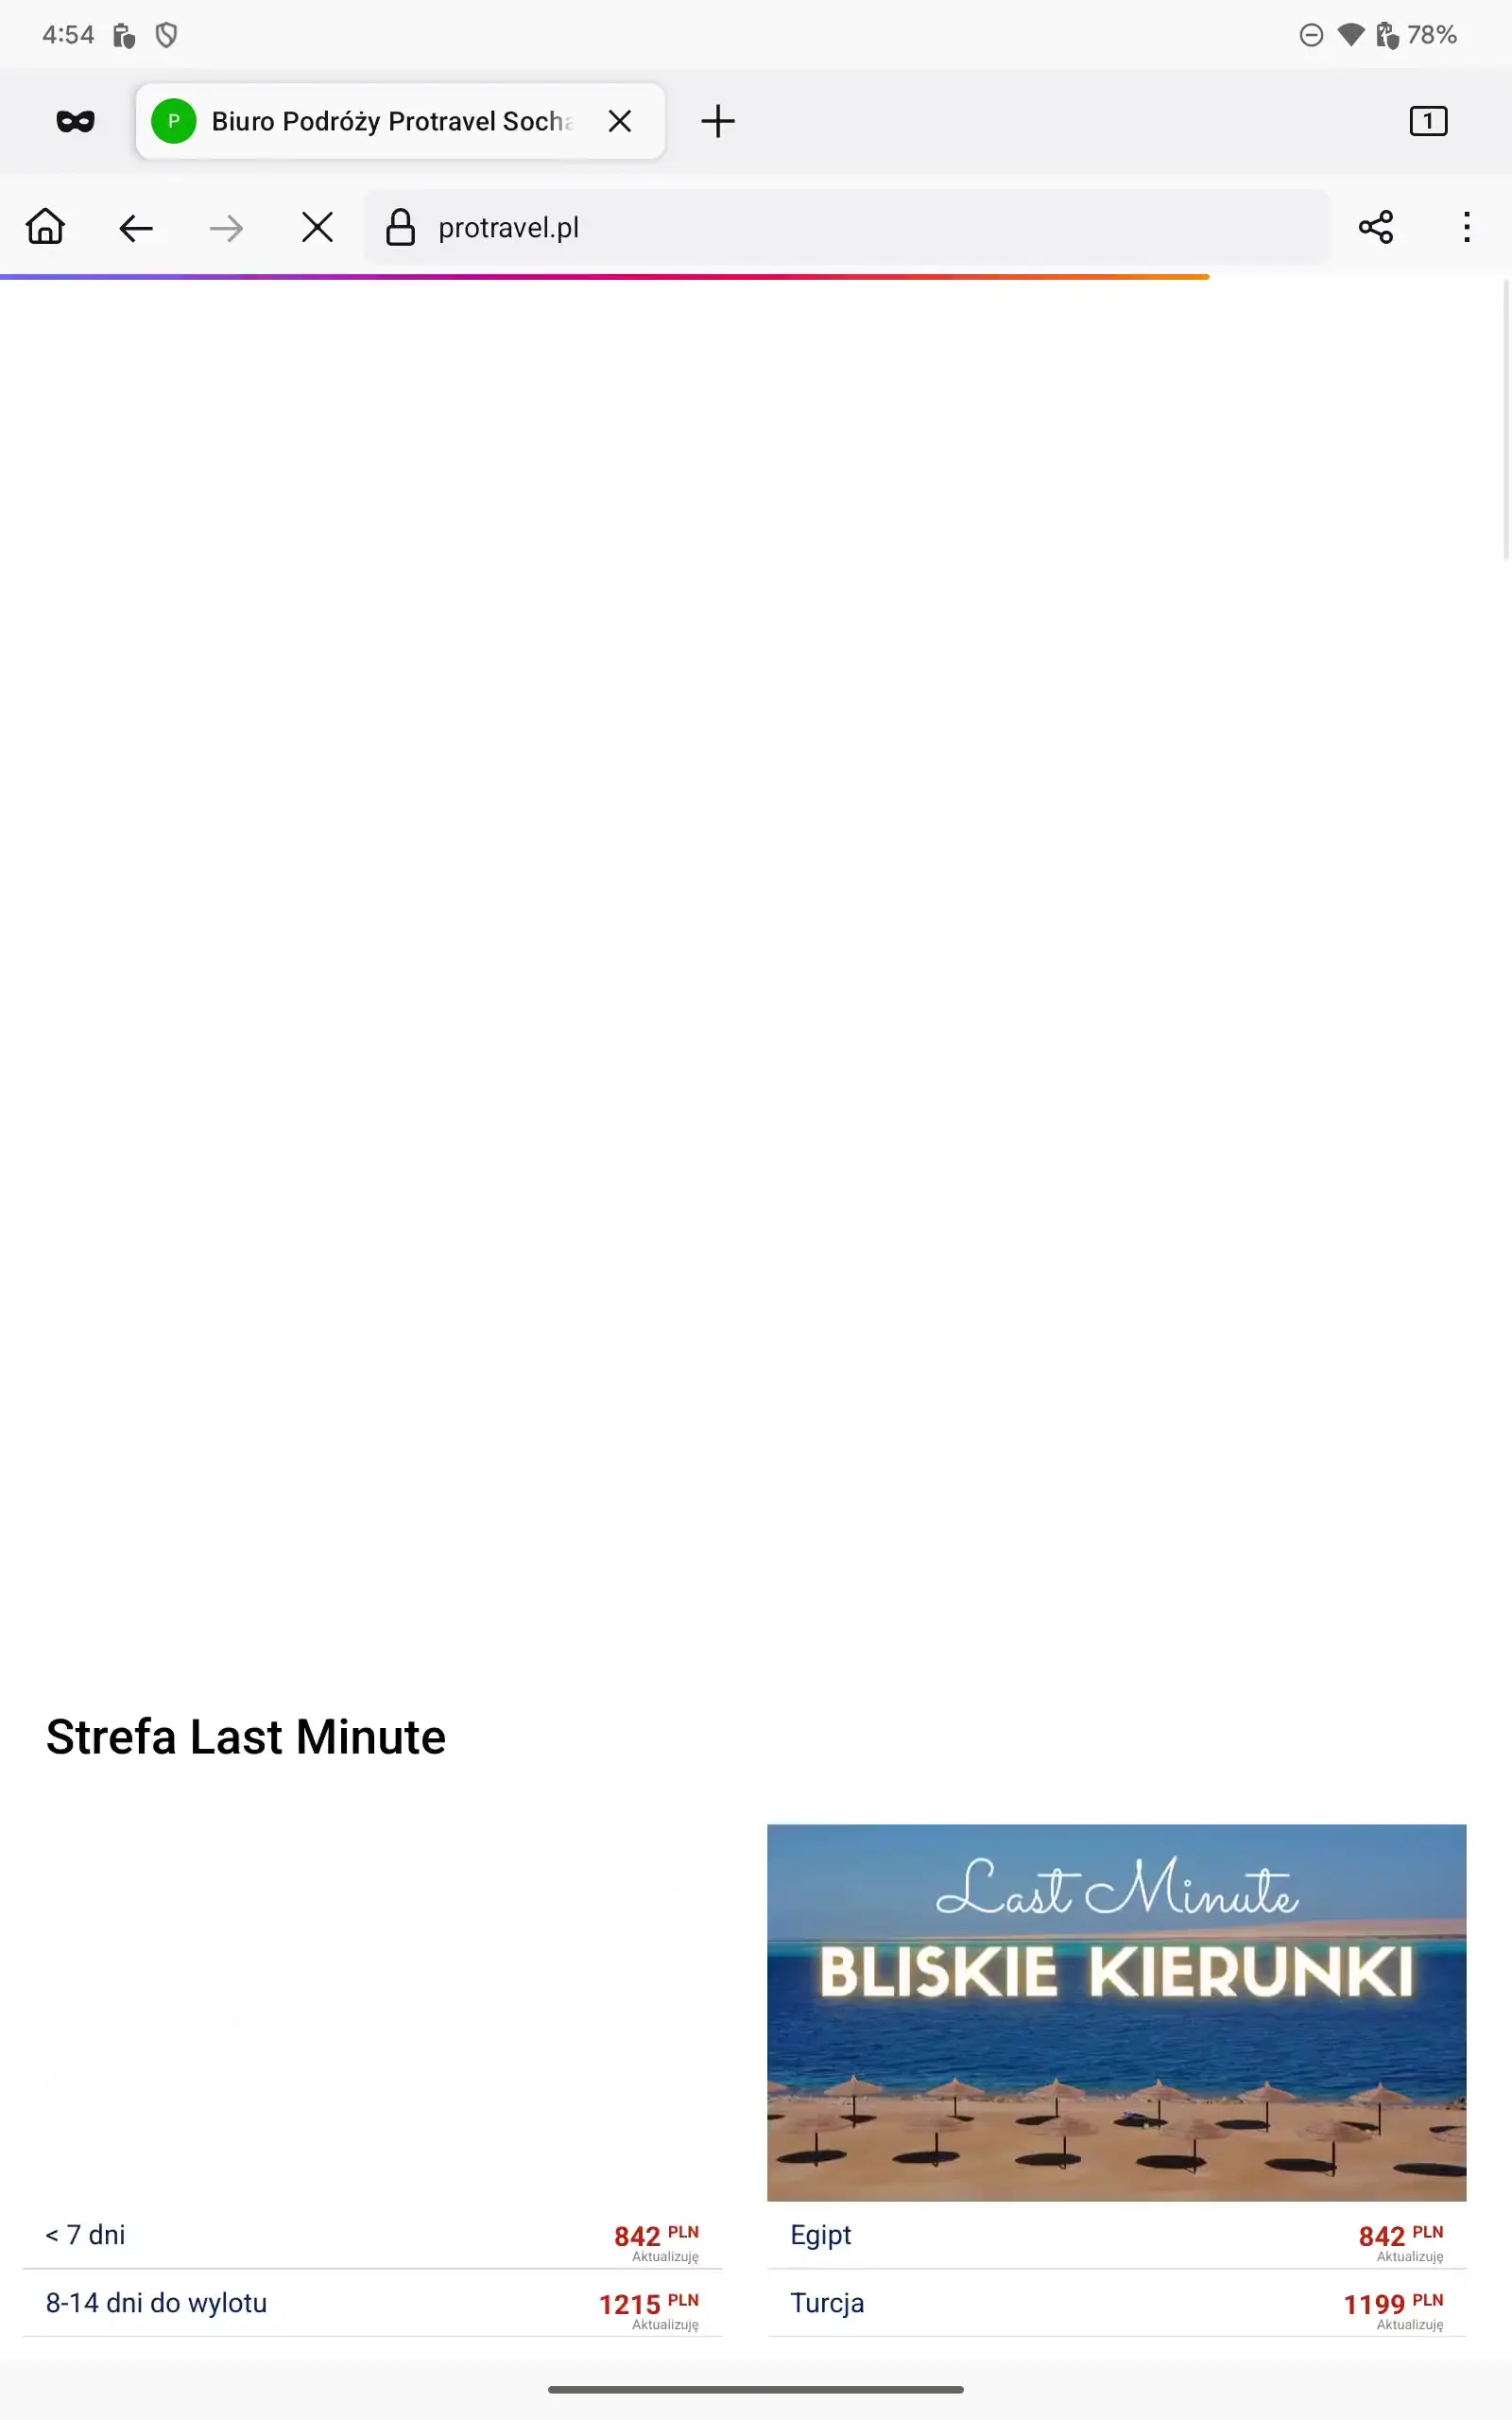 4:54
78%
P Biuro Podróży Protravel Socha
1
protravel.pl
Strefa Last Minute
Last Minute
BLISKIE KIERUNKI
< 7 dni 842 PLN
Aktualizuję
8-14 dni do wylotu 1215 PLN
Aktualizuję
Egipt 842 PLN
Aktualizuję
Turcja 1199 PLN
Aktualizuję